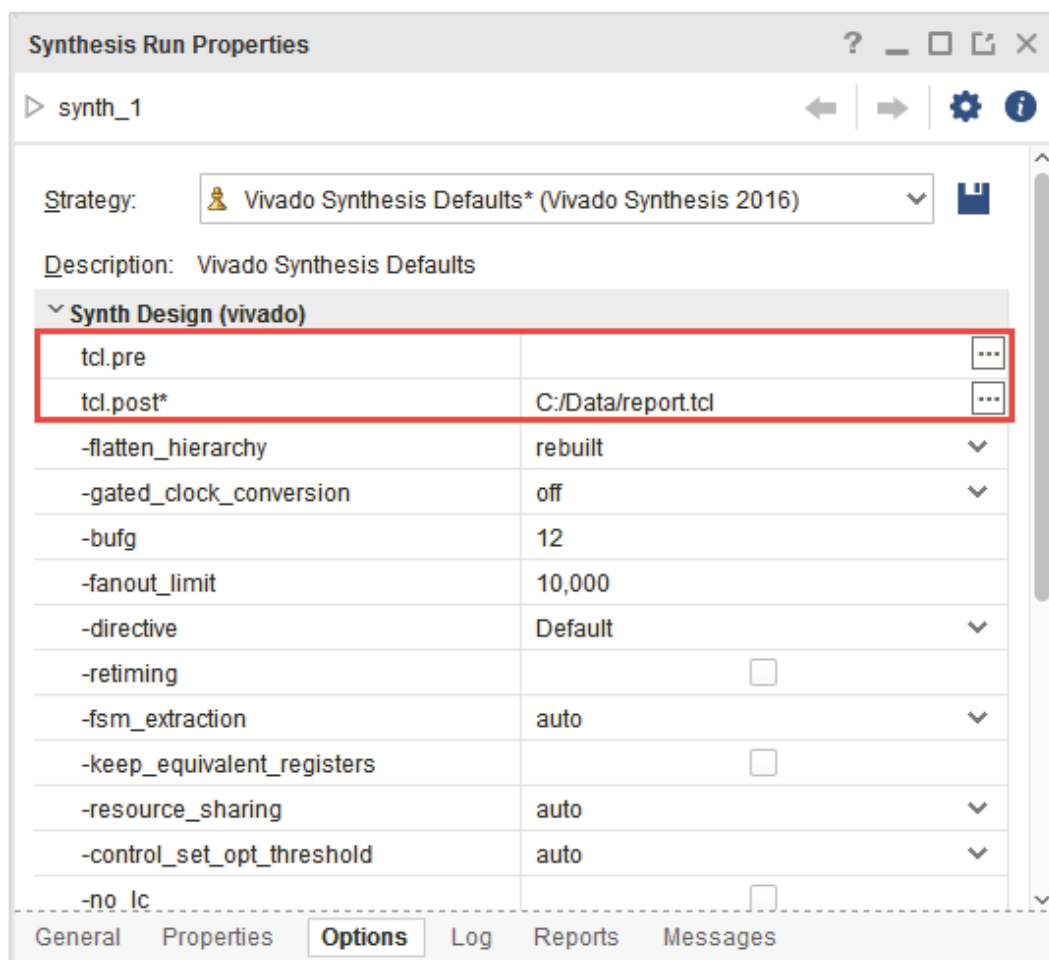 Synthesis Run Properties ?
synth_1
Strategy: Vivado Synthesis Defaults* (Vivado Synthesis 2016)
Description: Vivado Synthesis Defaults
Synth Design (vivado)
tcl.pre ...
tcl.post* C:/Data/report.tcl ...
-flatten_hierarchy rebuilt
-gated_clock_conversion off
-bufg 12
-fanout_limit 10,000
-directive Default
-retiming
-fsm_extraction auto
-keep_equivalent_registers
-resource_sharing auto
-control_set_opt_threshold auto
-no_lc
General Properties Options Log Reports Messages